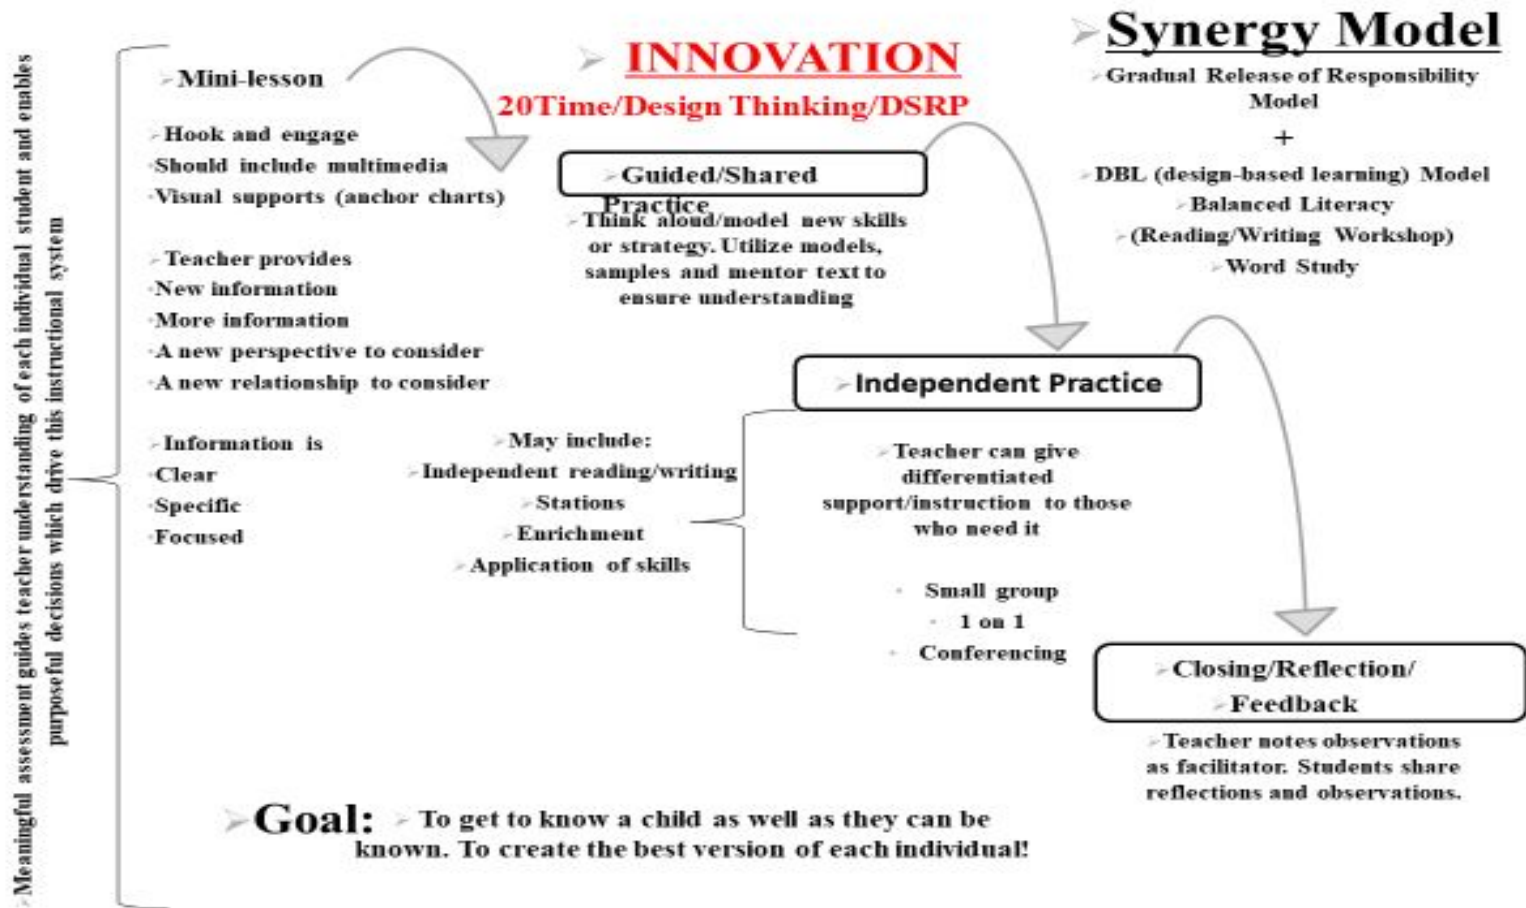 Meaningful assessment guides teacher understanding of each individual student and enables
purposeful decisions which drive this instructional system
Mini-lesson
Hook and engage
Should include multimedia
Visual supports (anchor charts)
Teacher provides
New information
More information
A new perspective to consider
A new relationship to consider
Information is
Clear
Specific
Focused
INNOVATION
20Time/Design Thinking/DSRP
Guided/Shared
Practice
Think aloud/model new skills
or strategy. Utilize models,
samples and mentor text to
ensure understanding
Synergy Model
Gradual Release of Responsibility
Model
+
DBL (design-based learning) Model
Balanced Literacy
(Reading/Writing Workshop)
Word Study
Independent Practice
May include:
Independent reading/writing
Stations
Enrichment
Application of skills
Teacher can give
differentiated
support/instruction to those
who need it
Small group
1 on 1
Conferencing
Closing/Reflection/
Feedback
Teacher notes observations
as facilitator. Students share
reflections and observations.
Goal: To get to know a child as well as they can be
known. To create the best version of each individual!